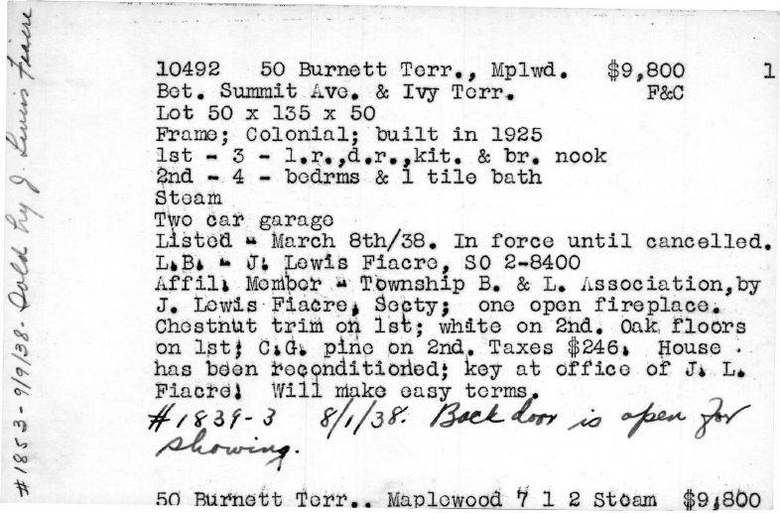 10492 50 Burnett Terr., Mplwd. $9,800 1
Bet. Summit Ave. & Ivy Terr. F&C
Lot 50 x 135 x 50
Frame; Colonial; built in 1925
1st - 3 - l.r.,d.r.,kit. & br. nook
2nd - 4 - bedrms & 1 tile bath
Steam
Two car garage
Listed - March 8th/38. In force until cancelled.
L.B. - J. Lewis Fiacre, SO 2-8400
Affil. Member - Township B. & L. Association,by
J. Lewis Fiacre, Secty; one open fireplace.
Chestnut trim on 1st; white on 2nd. Oak floors
on 1st; C.G. pine on 2nd. Taxes $246. House
has been reconditioned; key at office of J. L.
Fiacre. Will make easy terms.
#1839-3 8/1/38. Back door is open for
showing.
50 Burnett Terr., Maplewood 7 1 2 Steam $9,800
#1853-9/9/38-Sold by J. Lewis Fiacre